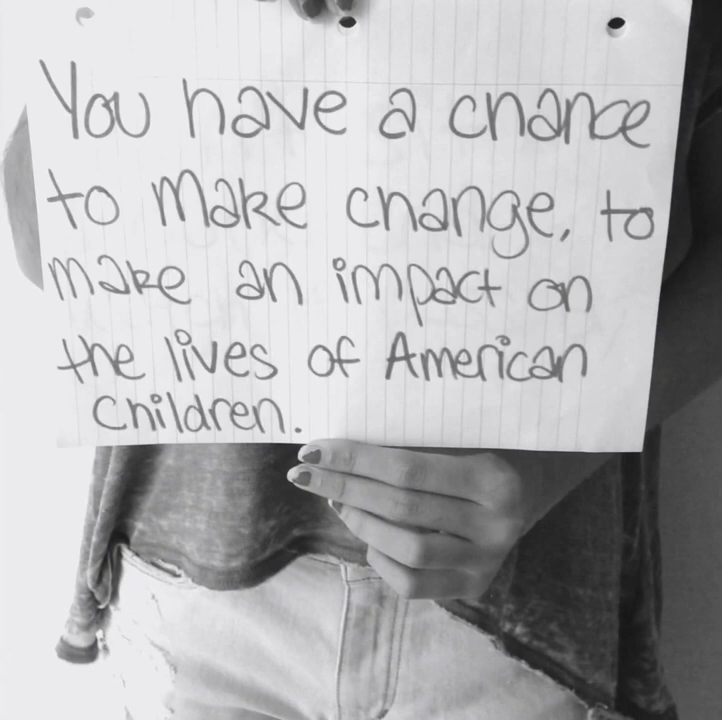 You have a chance
to make change, to
make an impact on
the lives of American
Children.